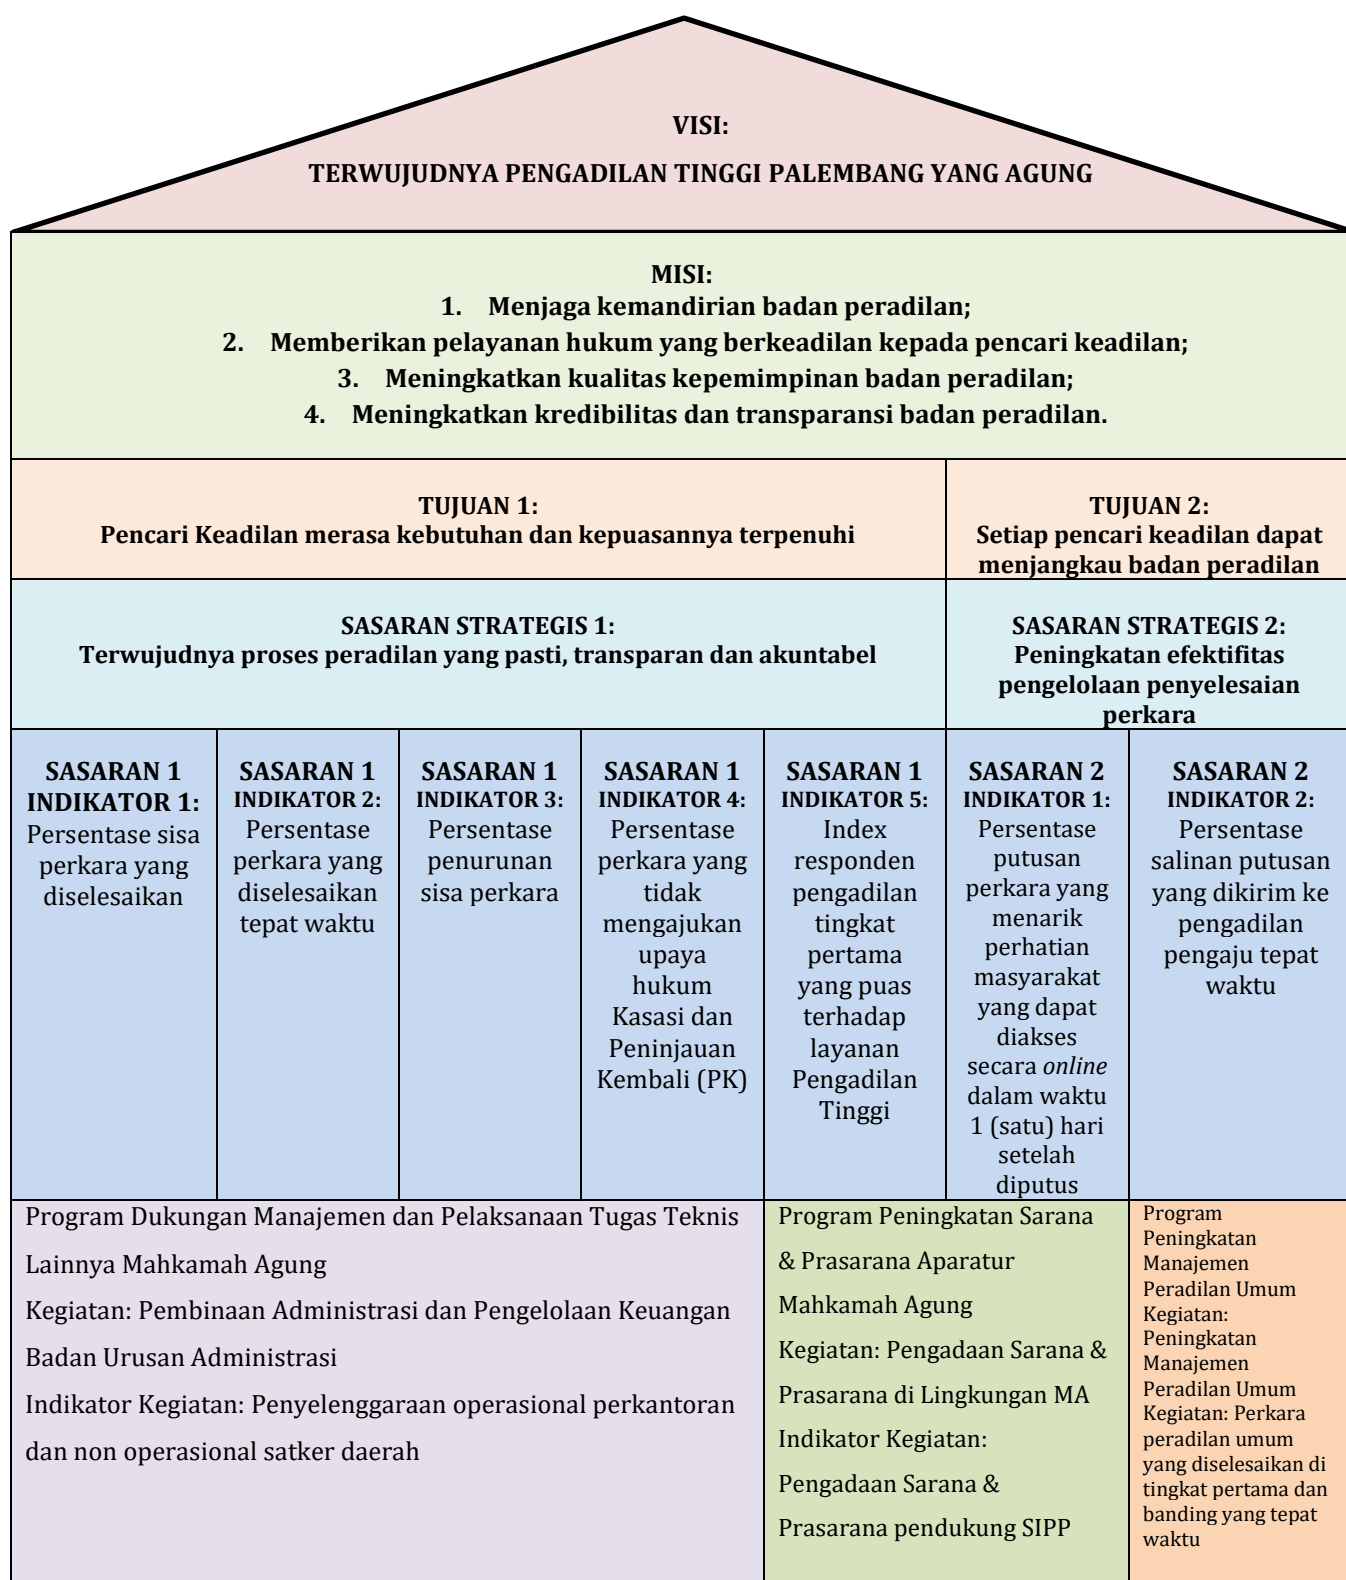 VISI:
TERWUJUDNYA PENGADILAN TINGGI PALEMBANG YANG AGUNG
MISI:
1. Menjaga kemandirian badan peradilan;
2. Memberikan pelayanan hukum yang berkeadilan kepada pencari keadilan;
3. Meningkatkan kualitas kepemimpinan badan peradilan;
4. Meningkatkan kredibilitas dan transparansi badan peradilan.
TUJUAN 1:
Pencari Keadilan merasa kebutuhan dan kepuasannya terpenuhi
TUJUAN 2:
Setiap pencari keadilan dapat
menjangkau badan peradilan
SASARAN STRATEGIS 1:
Terwujudnya proses peradilan yang pasti, transparan dan akuntabel
SASARAN STRATEGIS 2:
Peningkatan efektifitas
pengelolaan penyelesaian
perkara
SASARAN 1
INDIKATOR 1:
Persentase sisa
perkara yang
diselesaikan
SASARAN 1
INDIKATOR 2:
Persentase
perkara yang
diselesaikan
tepat waktu
SASARAN 1
INDIKATOR 3:
Persentase
penurunan
sisa perkara
SASARAN 1
INDIKATOR 4:
Persentase
perkara yang
tidak
mengajukan
upaya
hukum
Kasasi dan
Peninjauan
Kembali (PK)
SASARAN 1
INDIKATOR 5:
Index
responden
pengadilan
tingkat
pertama
yang puas
terhadap
layanan
Pengadilan
Tinggi
SASARAN 2
INDIKATOR 1:
Persentase
putusan
perkara yang
menarik
perhatian
masyarakat
yang dapat
diakses
secara online
dalam waktu
1 (satu) hari
setelah
diputus
SASARAN 2
INDIKATOR 2:
Persentase
salinan putusan
yang dikirim ke
pengadilan
pengaju tepat
waktu
Program Dukungan Manajemen dan Pelaksanaan Tugas Teknis
Lainnya Mahkamah Agung
Kegiatan: Pembinaan Administrasi dan Pengelolaan Keuangan
Badan Urusan Administrasi
Indikator Kegiatan: Penyelenggaraan operasional perkantoran
dan non operasional satker daerah
Program Peningkatan Sarana
& Prasarana Aparatur
Mahkamah Agung
Kegiatan: Pengadaan Sarana &
Prasarana di Lingkungan MA
Indikator Kegiatan:
Pengadaan Sarana &
Prasarana pendukung SIPP
Program
Peningkatan
Manajemen
Peradilan Umum
Kegiatan:
Peningkatan
Manajemen
Peradilan Umum
Kegiatan: Perkara
peradilan umum
yang diselesaikan di
tingkat pertama dan
banding yang tepat
waktu